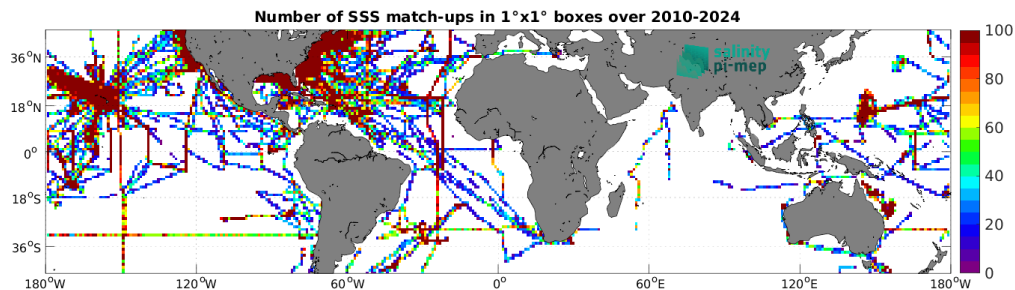 Number of SSS match-ups in 1°x1° boxes over 2010-2024
salinity
pi-mep
36°N
18°N
0°
18°S
36°S
180°W
120°W
60°W
0°
60°E
120°E
180°W
100
80
60
40
20
0